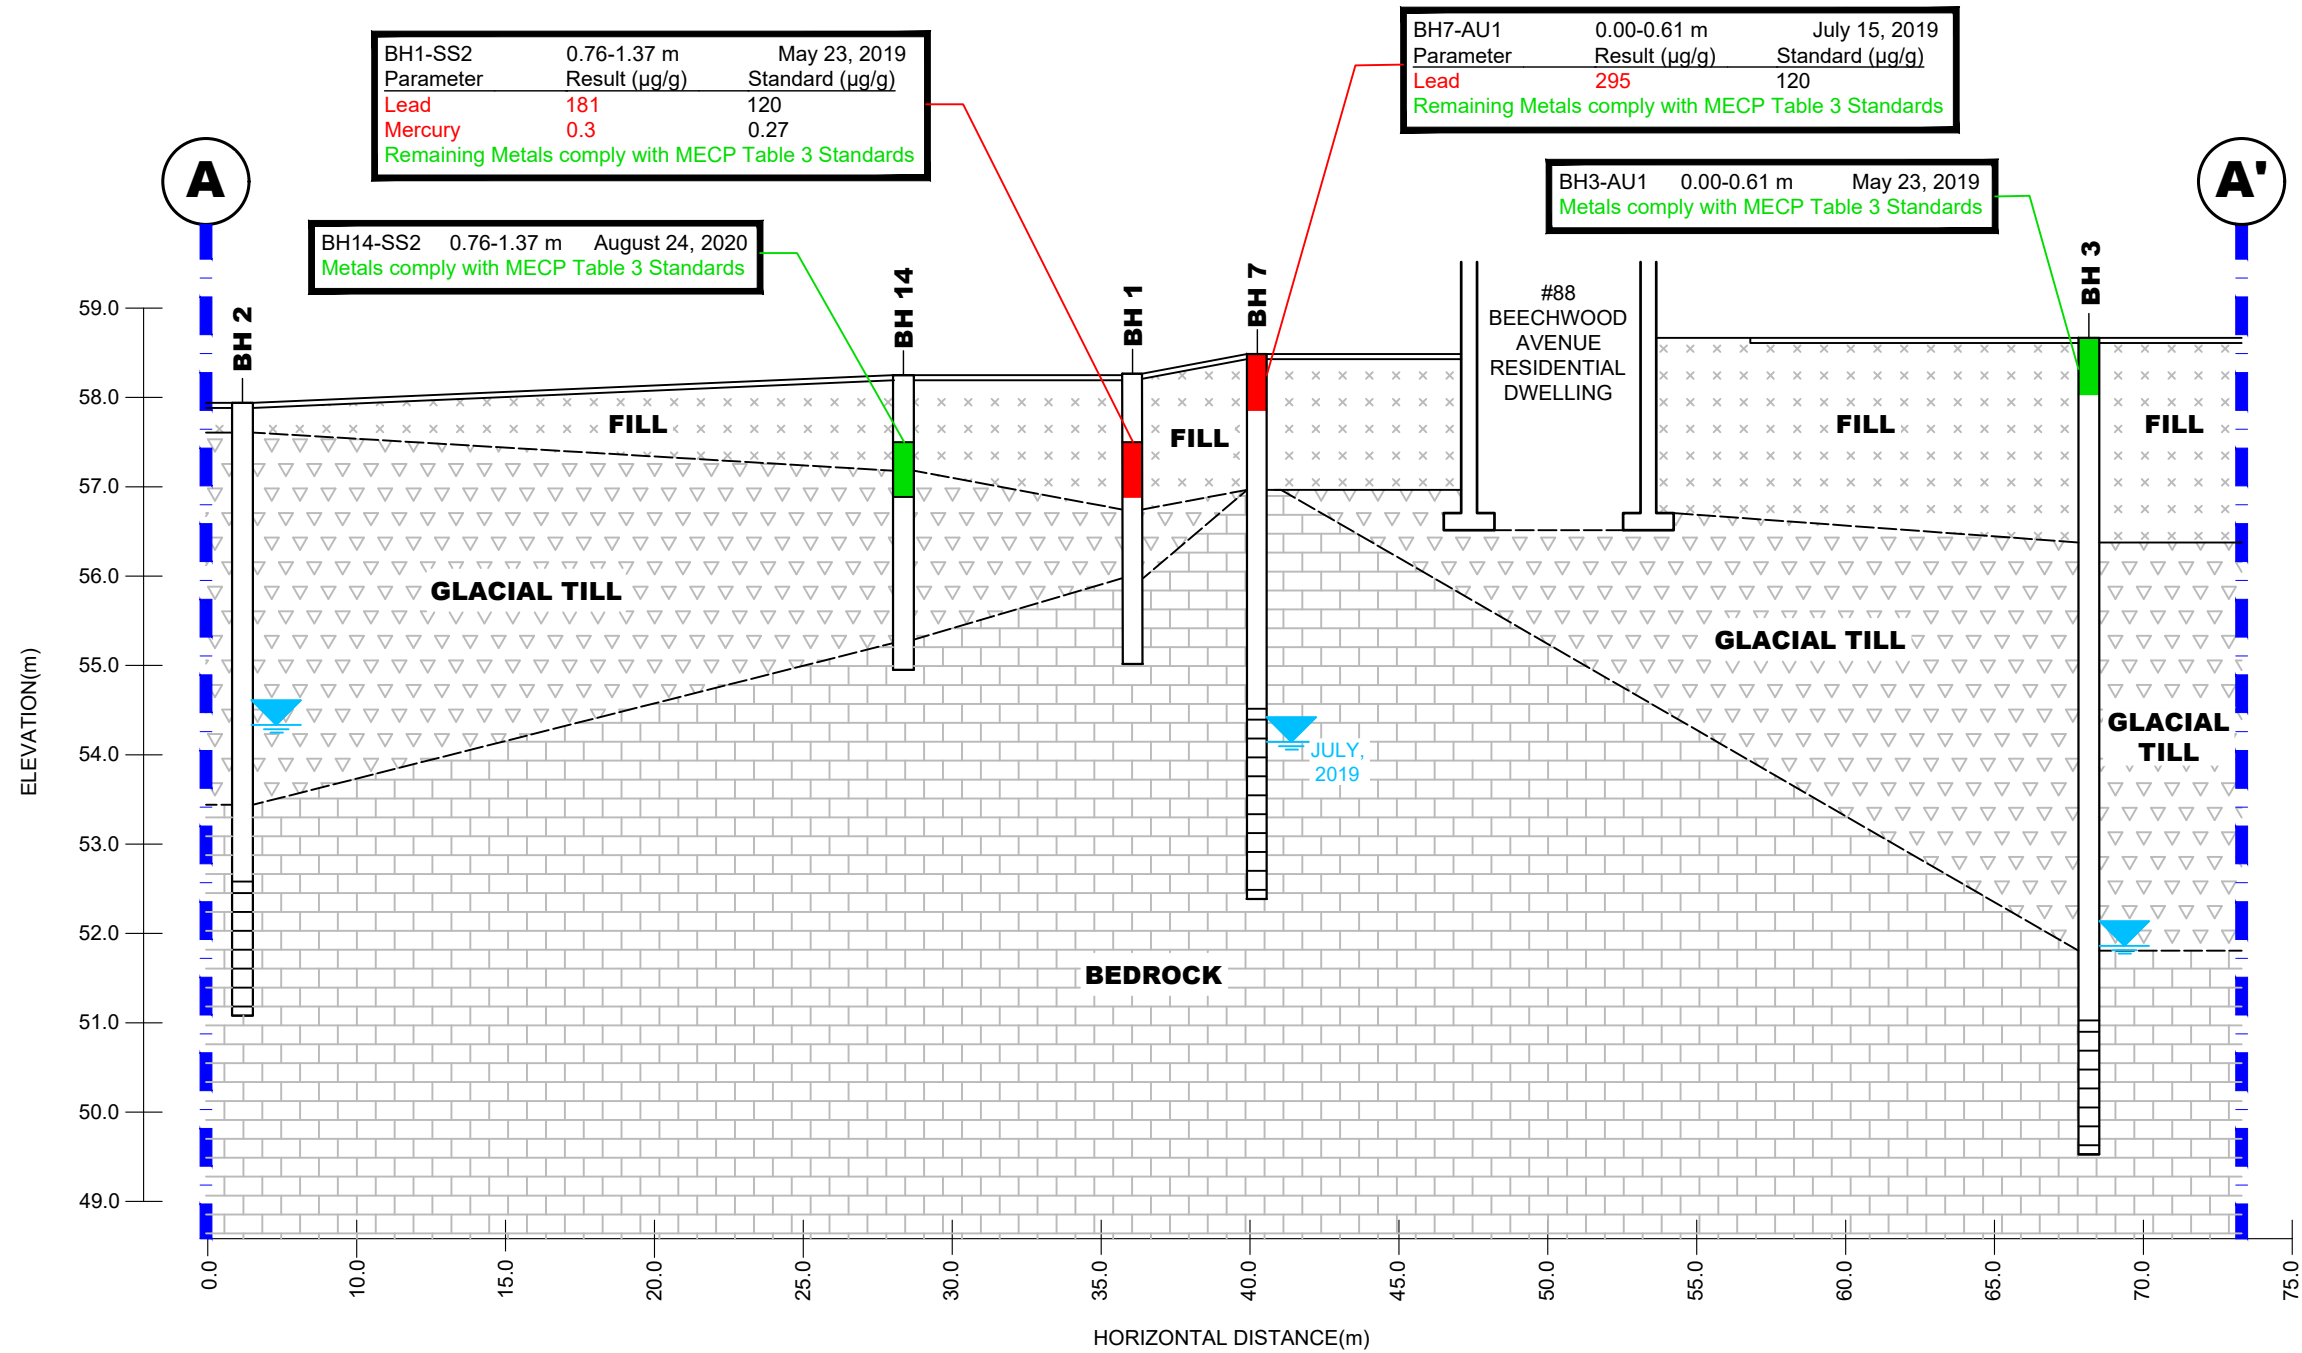 BH7-AU1 0.00-0.61 m July 15, 2019
Parameter Result (µg/g) Standard (µg/g)
Lead 295 120
Remaining Metals comply with MECP Table 3 Standards
BH1-SS2 0.76-1.37 m May 23, 2019
Parameter Result (µg/g) Standard (µg/g)
Lead 181 120
Mercury 0.3 0.27
Remaining Metals comply with MECP Table 3 Standards
BH3-AU1 0.00-0.61 m May 23, 2019
Metals comply with MECP Table 3 Standards
A
A'
BH14-SS2 0.76-1.37 m August 24, 2020
Metals comply with MECP Table 3 Standards
BH 2
BH 14
BH 1
BH 7
BH 3
#88
BEECHWOOD
AVENUE
RESIDENTIAL
DWELLING
FILL
FILL
FILL
FILL
GLACIAL TILL
GLACIAL TILL
GLACIAL
TILL
JULY,
2019
BEDROCK
ELEVATION(m)
59.0
58.0
57.0
56.0
55.0
54.0
53.0
52.0
51.0
50.0
49.0
0.0
10.0
15.0
20.0
25.0
30.0
35.0
40.0
45.0
50.0
55.0
60.0
65.0
70.0
75.0
HORIZONTAL DISTANCE(m)